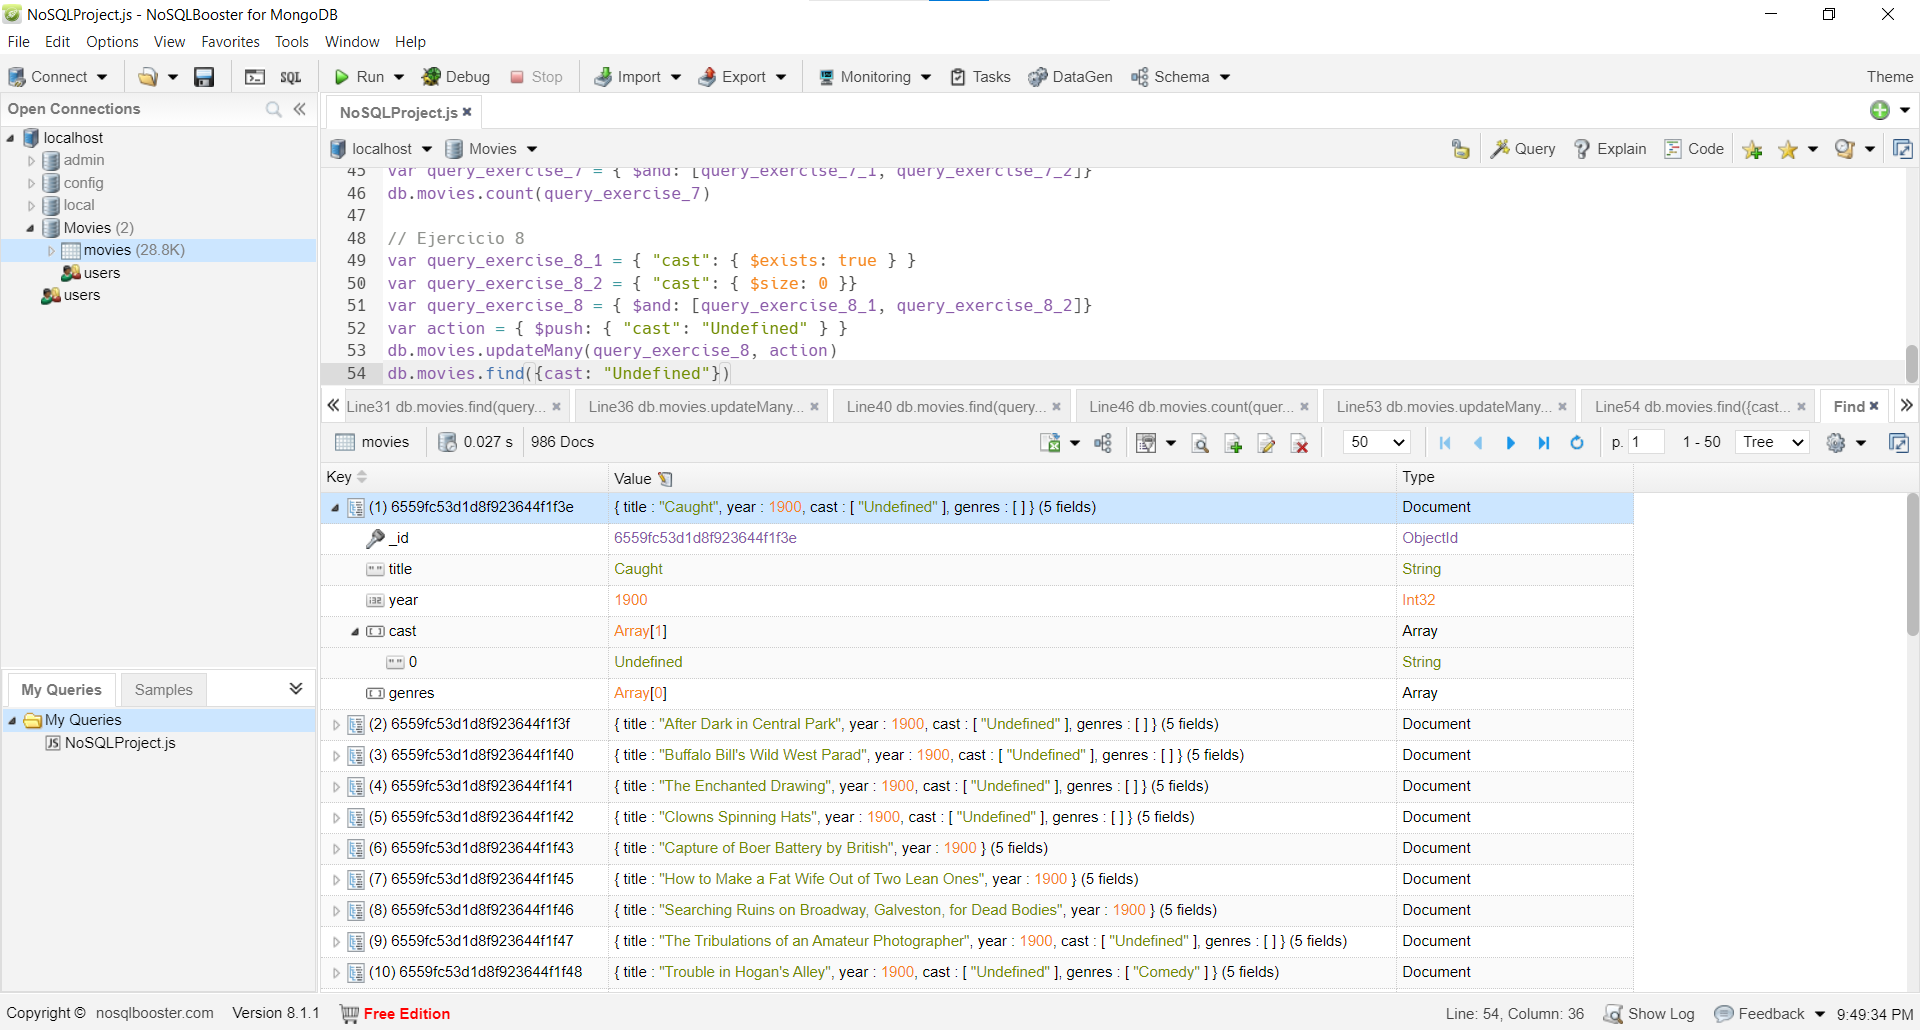 NoSQLProject.js - NoSQLBooster for MongoDB
File Edit Options View Favorites Tools Window Help
Connect SQL Run Debug Stop Import Export Monitoring Tasks DataGen Schema Theme
Open Connections
NoSQLProject.js
localhost
admin
config
local
Movies (2)
movies (28.8K)
users
users
localhost Movies Query Explain Code
45 var query_exercise_7 = { $and: [query_exercise_7_1, query_exercise_7_2]}
46 db.movies.count(query_exercise_7)
47
48 // Ejercicio 8
49 var query_exercise_8_1 = { "cast": { $exists: true } }
50 var query_exercise_8_2 = { "cast": { $size: 0 }}
51 var query_exercise_8 = { $and: [query_exercise_8_1, query_exercise_8_2]}
52 var action = { $push: { "cast": "Undefined" } }
53 db.movies.updateMany(query_exercise_8, action)
54 db.movies.find({cast: "Undefined"})
Line31 db.movies.find(query... Line36 db.movies.updateMany... Line40 db.movies.find(query... Line46 db.movies.count(quer... Line53 db.movies.updateMany... Line54 db.movies.find({cast... Find
movies 0.027 s 986 Docs 50 p. 1 1 - 50 Tree
Key Value Type
(1) 6559fc53d1d8f923644f1f3e { title : "Caught", year : 1900, cast : [ "Undefined" ], genres : [ ] } (5 fields) Document
_id 6559fc53d1d8f923644f1f3e ObjectId
title Caught String
year 1900 Int32
cast Array[1] Array
0 Undefined String
genres Array[0] Array
(2) 6559fc53d1d8f923644f1f3f { title : "After Dark in Central Park", year : 1900, cast : [ "Undefined" ], genres : [ ] } (5 fields) Document
(3) 6559fc53d1d8f923644f1f40 { title : "Buffalo Bill's Wild West Parad", year : 1900, cast : [ "Undefined" ], genres : [ ] } (5 fields) Document
(4) 6559fc53d1d8f923644f1f41 { title : "The Enchanted Drawing", year : 1900, cast : [ "Undefined" ], genres : [ ] } (5 fields) Document
(5) 6559fc53d1d8f923644f1f42 { title : "Clowns Spinning Hats", year : 1900, cast : [ "Undefined" ], genres : [ ] } (5 fields) Document
(6) 6559fc53d1d8f923644f1f43 { title : "Capture of Boer Battery by British", year : 1900 } (5 fields) Document
(7) 6559fc53d1d8f923644f1f45 { title : "How to Make a Fat Wife Out of Two Lean Ones", year : 1900 } (5 fields) Document
(8) 6559fc53d1d8f923644f1f46 { title : "Searching Ruins on Broadway, Galveston, for Dead Bodies", year : 1900 } (5 fields) Document
(9) 6559fc53d1d8f923644f1f47 { title : "The Tribulations of an Amateur Photographer", year : 1900, cast : [ "Undefined" ], genres : [ ] } (5 fields) Document
(10) 6559fc53d1d8f923644f1f48 { title : "Trouble in Hogan's Alley", year : 1900, cast : [ "Undefined" ], genres : [ "Comedy" ] } (5 fields) Document
My Queries Samples
My Queries
JS NoSQLProject.js
Copyright © nosqlbooster.com Version 8.1.1 Free Edition Line: 54, Column: 36 Show Log Feedback 9:49:34 PM